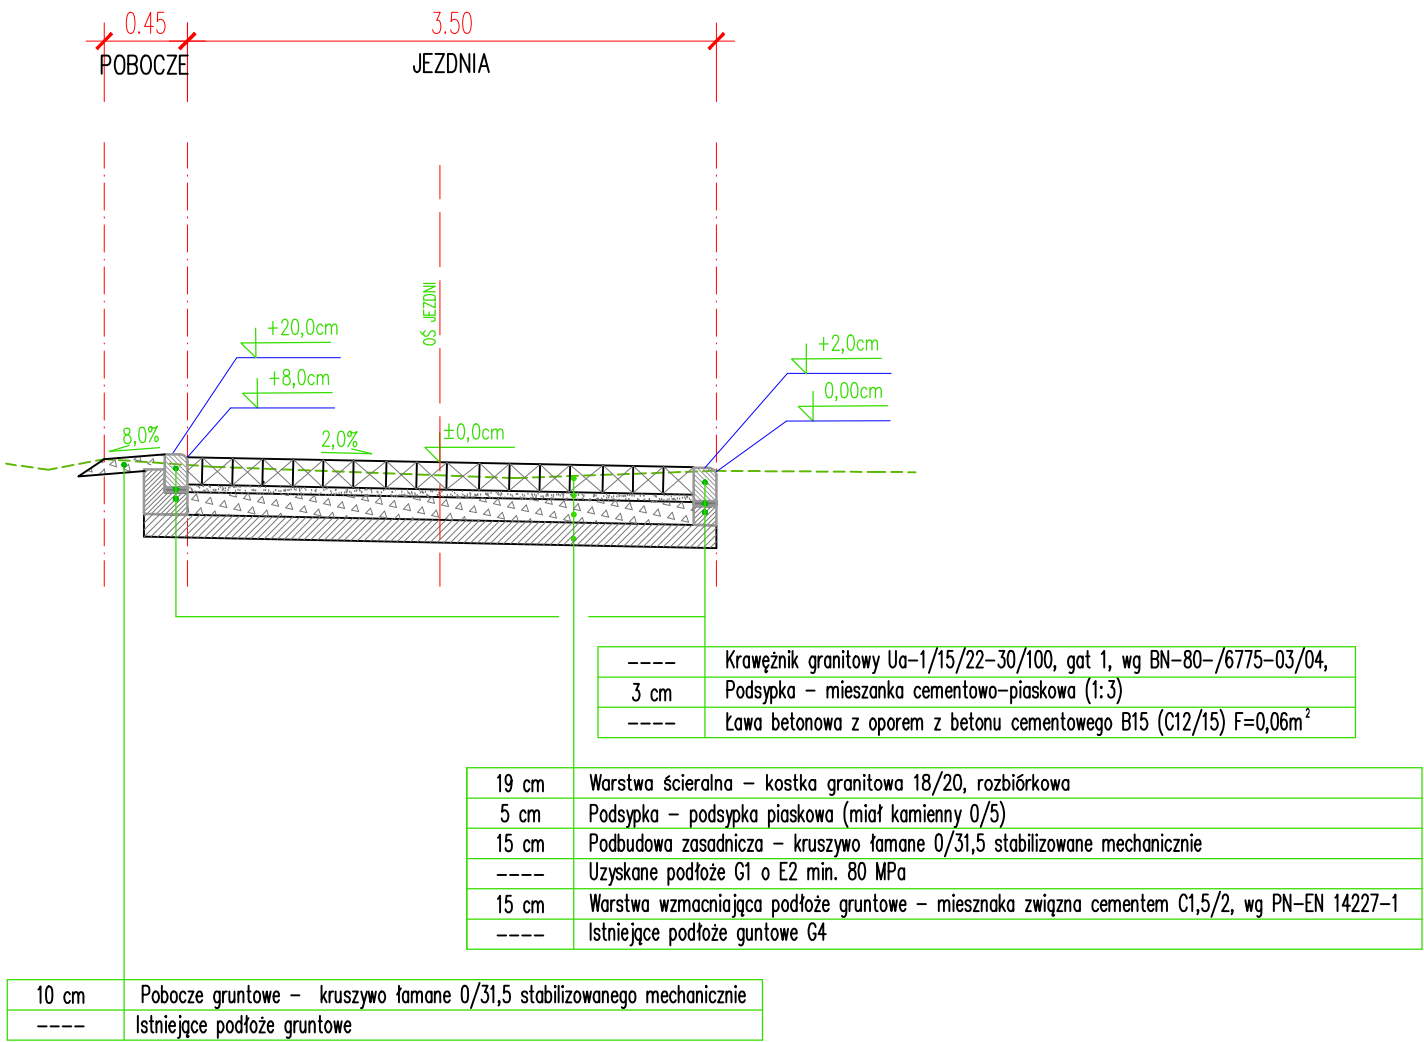 0.45 3.50
POBOCZE JEZDNIA
OŚ JEZDNI
+20,0cm
+8,0cm
+2,0cm
0,00cm
8,0%
2,0%
±0,0cm
---- Krawężnik granitowy Ua-1/15/22-30/100, gat 1, wg BN-80-/6775-03/04,
3 cm Podsypka - mieszanka cementowo-piaskowa (1:3)
---- Ława betonowa z oporem z betonu cementowego B15 (C12/15) F=0,06m²
19 cm Warstwa ścieralna - kostka granitowa 18/20, rozbiórkowa
5 cm Podsypka - podsypka piaskowa (miał kamienny 0/5)
15 cm Podbudowa zasadnicza - kruszywo łamane 0/31,5 stabilizowane mechanicznie
---- Uzyskane podłoże G1 o E2 min. 80 MPa
15 cm Warstwa wzmacniająca podłoże gruntowe - miesznaka związna cementem C1,5/2, wg PN-EN 14227-1
---- Istniejące podłoże guntowe G4
10 cm Pobocze gruntowe - kruszywo łamane 0/31,5 stabilizowanego mechanicznie
---- Istniejące podłoże gruntowe